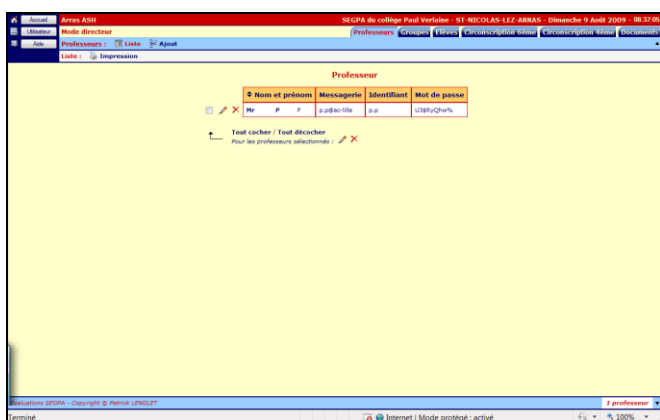 Accueil Arras ASH SEGPA du collège Paul Verlaine - ST-NICOLAS-LEZ-ARRAS - Dimanche 9 Août 2009 - 08:37:05
Utilisateur Mode directeur Professeurs Groupes Elèves Circonscription 6ème Circonscription 4ème Documents
Aide Professeurs : Liste Ajout
Liste : Impression
Professeur
Nom et prénom Messagerie Identifiant Mot de passe
Mr P P p.p@ac-lille p.p
Tout cocher / Tout décocher
Pour les professeurs sélectionnés :
Evaluations SEGPA - Copyright © Patrick LENGLET 1 professeur
Terminé Internet | Mode protégé : activé 100%